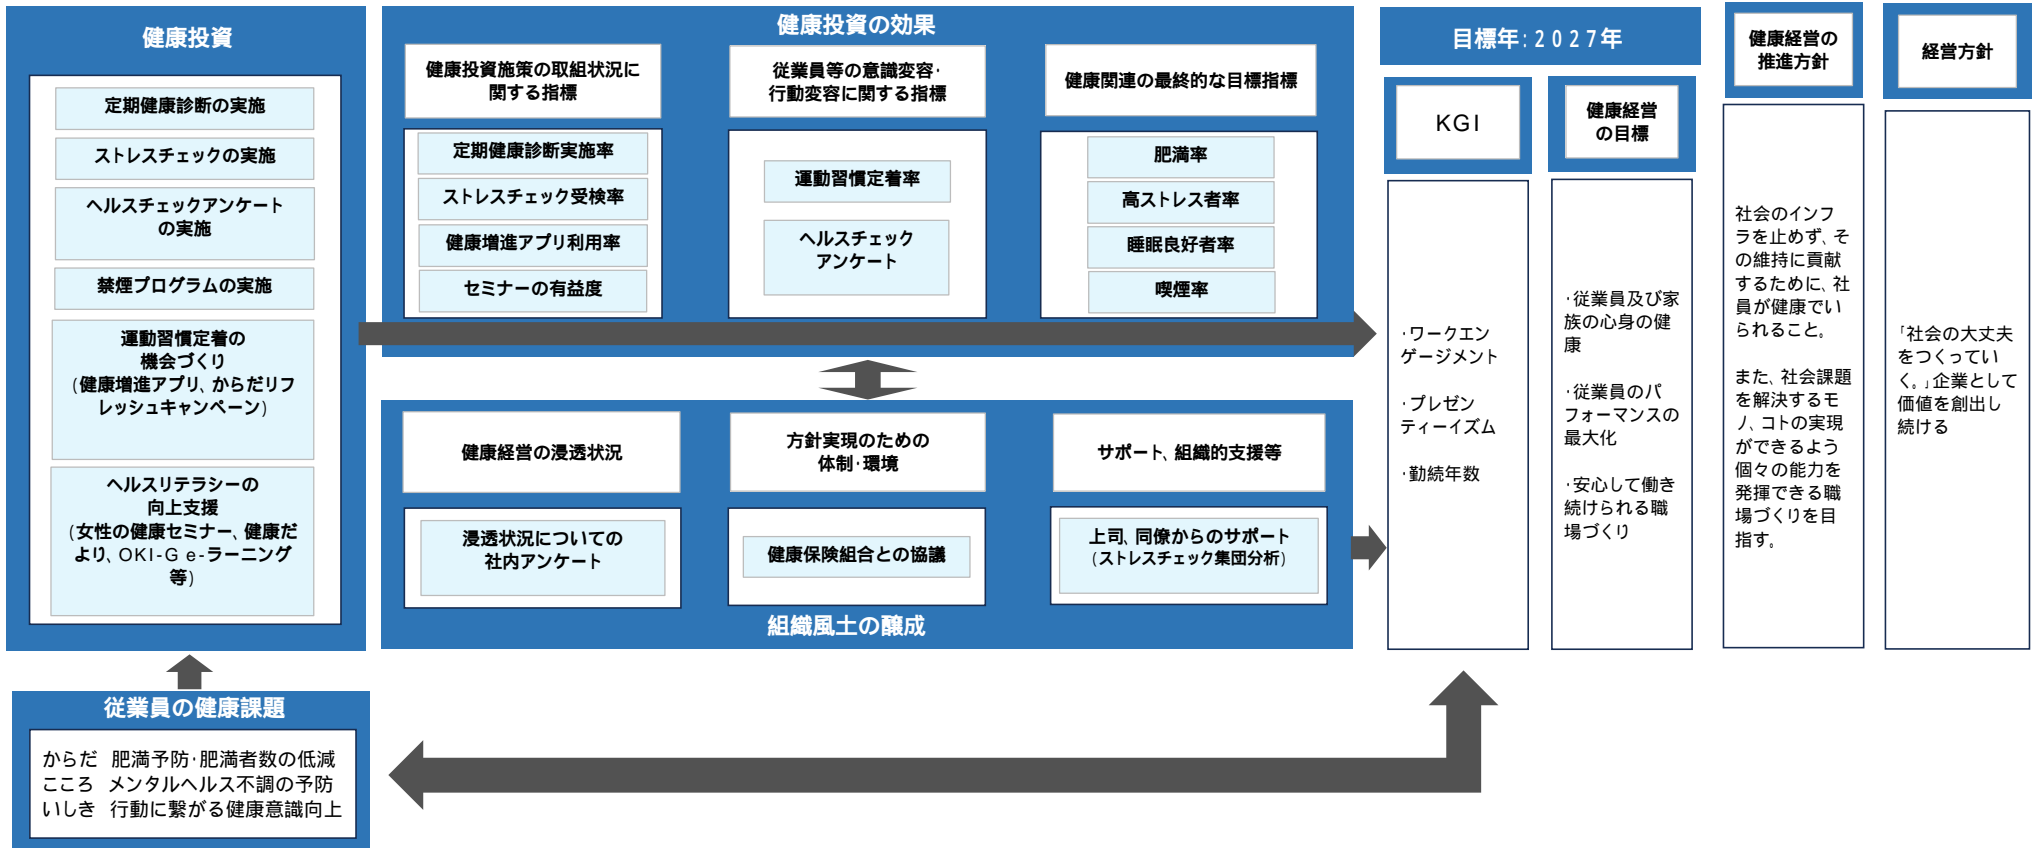 健康投資
定期健康診断の実施
ストレスチェックの実施
ヘルスチェックアンケート
の実施
禁煙プログラムの実施
運動習慣定着の
機会づくり
(健康増進アプリ、からだリフ
レッシュキャンペーン)
ヘルスリテラシーの
向上支援
(女性の健康セミナー、健康だ
より、OKI-G e-ラーニング
等)
健康投資の効果
健康投資施策の取組状況に
関する指標
定期健康診断実施率
ストレスチェック受検率
健康増進アプリ利用率
セミナーの有益度
従業員等の意識変容・
行動変容に関する指標
運動習慣定着率
ヘルスチェック
アンケート
健康関連の最終的な目標指標
肥満率
高ストレス者率
睡眠良好者率
喫煙率
健康経営の浸透状況
浸透状況についての
社内アンケート
方針実現のための
体制・環境
健康保険組合との協議
サポート、組織的支援等
上司、同僚からのサポート
(ストレスチェック集団分析)
組織風土の醸成
目標年:2027年
KGI
・ワークエン
ゲージメント
・プレゼン
ティーイズム
・勤続年数
健康経営
の目標
・従業員及び家
族の心身の健
康
・従業員のパ
フォーマンスの
最大化
・安心して働き
続けられる職
場づくり
健康経営の
推進方針
社会のインフ
ラを止めず、そ
の維持に貢献
するために、社
員が健康でい
られること。
また、社会課題
を解決するモ
ノ、コトの実現
ができるよう
個々の能力を
発揮できる職
場づくりを目
指す。
経営方針
「社会の大丈夫
をつくってい
く。」企業として
価値を創出し
続ける
従業員の健康課題
からだ 肥満予防・肥満者数の低減
こころ メンタルヘルス不調の予防
いしき 行動に繋がる健康意識向上